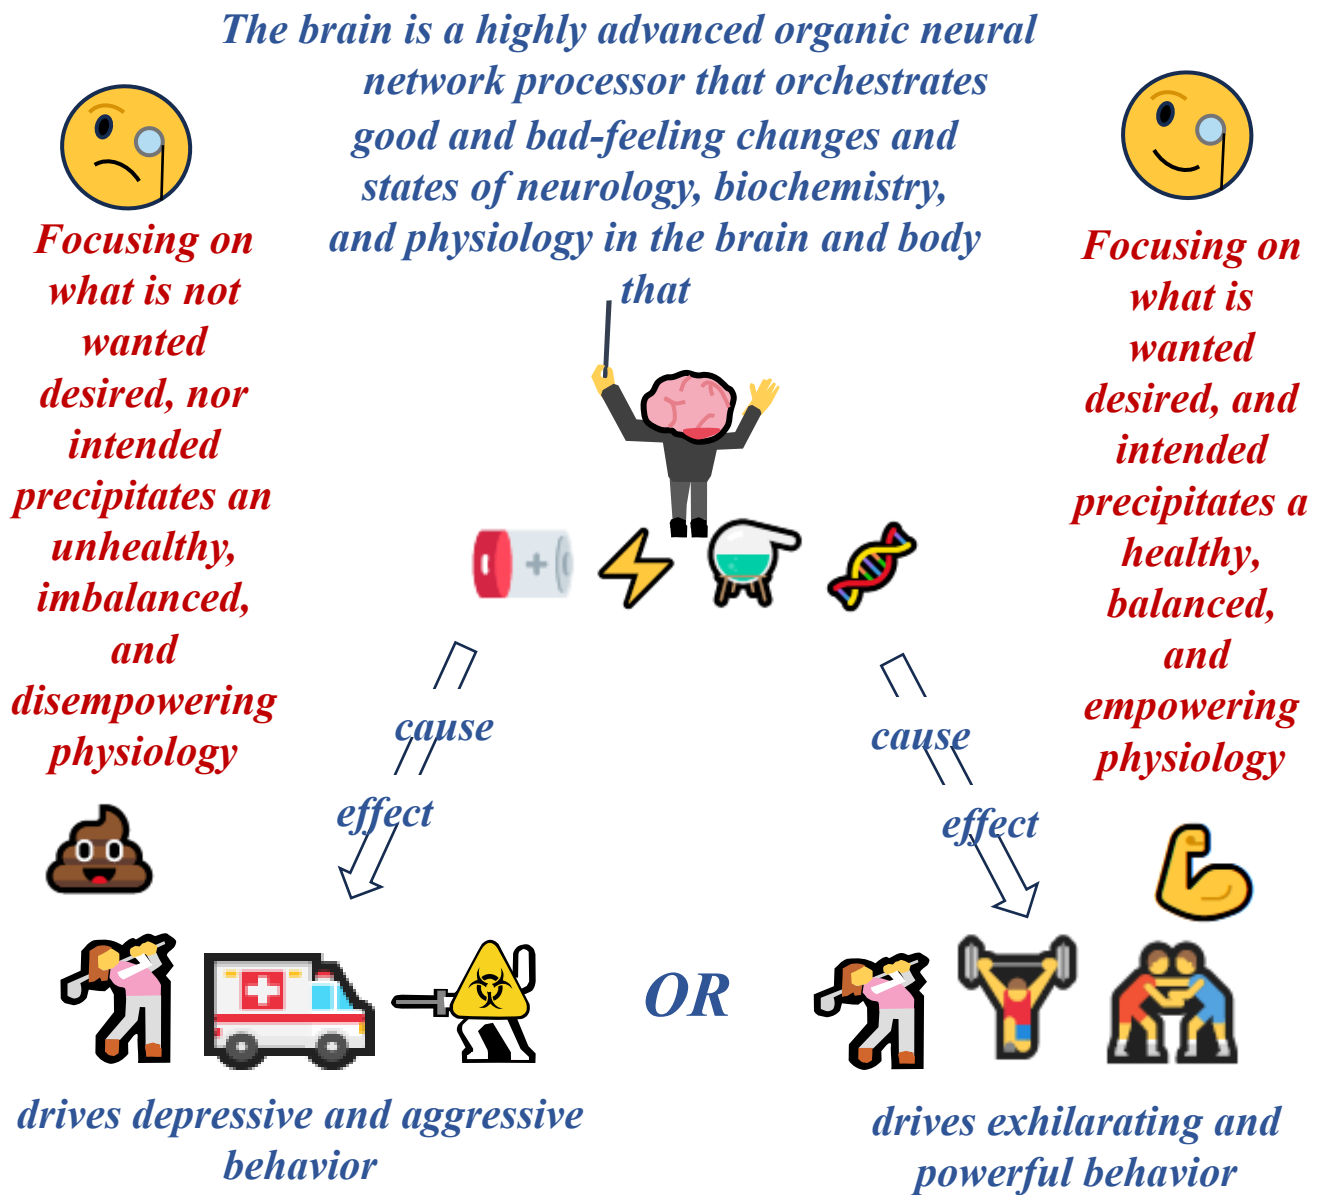 The brain is a highly advanced organic neural
network processor that orchestrates
good and bad-feeling changes and
states of neurology, biochemistry,
and physiology in the brain and body
that
Focusing on
what is not
wanted
desired, nor
intended
precipitates an
unhealthy,
imbalanced,
and
disempowering
physiology
Focusing on
what is
wanted
desired, and
intended
precipitates a
healthy,
balanced,
and
empowering
physiology
cause
effect
cause
effect
OR
drives depressive and aggressive
behavior
drives exhilarating and
powerful behavior